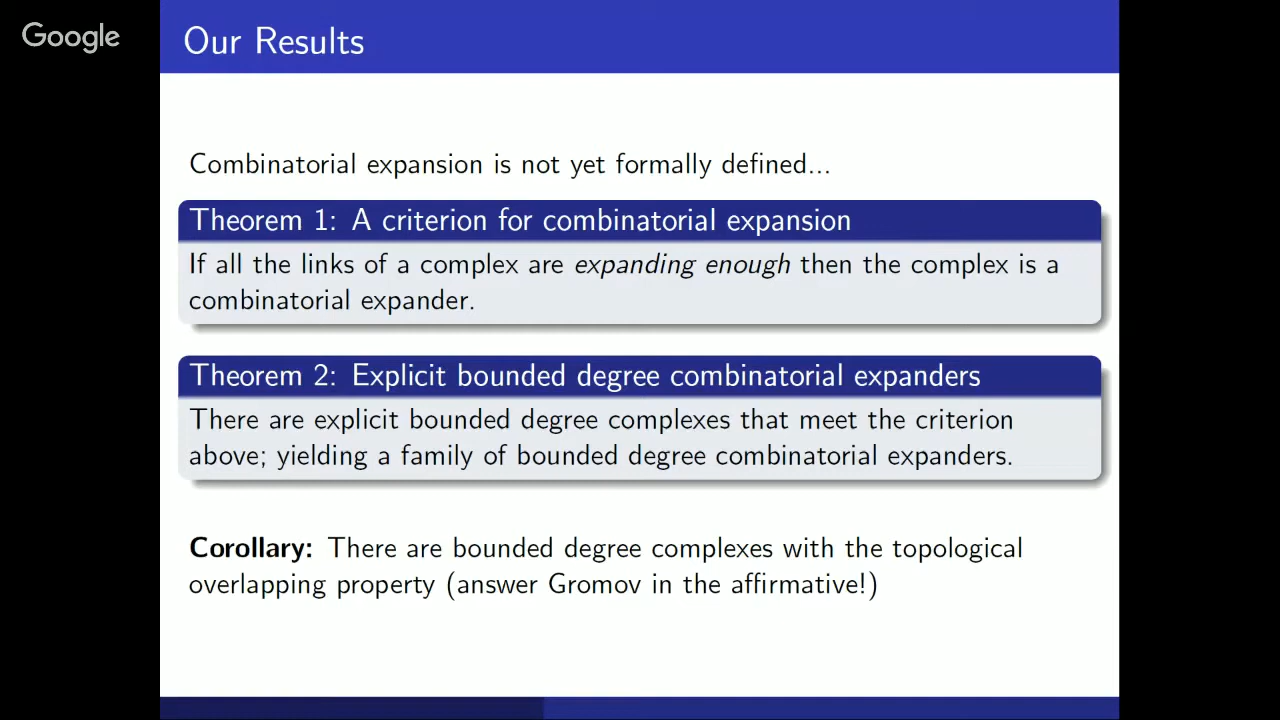 Google
Our Results
Combinatorial expansion is not yet formally defined...
Theorem 1: A criterion for combinatorial expansion
If all the links of a complex are expanding enough then the complex is a
combinatorial expander.
Theorem 2: Explicit bounded degree combinatorial expanders
There are explicit bounded degree complexes that meet the criterion
above; yielding a family of bounded degree combinatorial expanders.
Corollary: There are bounded degree complexes with the topological
overlapping property (answer Gromov in the affirmative!)